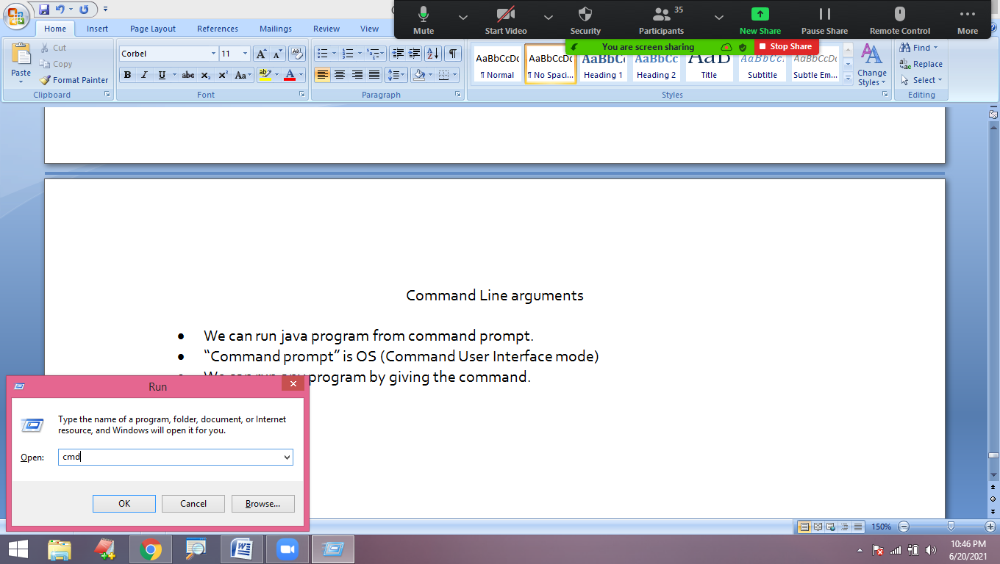 Home Insert Page Layout References Mailings Review View
35
Mute Start Video Security Participants New Share Pause Share Remote Control More
You are screen sharing Stop Share
Paste Cut Copy Format Painter
Corbel 11
B I U abc x₂ x² Aa
AaBbCcDc AaBbCcDc AaBbCc AaBbCc AaB AaBbCcDc AaBbCcDc
¶ Normal ¶ No Spaci... Heading 1 Heading 2 Title Subtitle Subtle Em...
Change Styles
Find
Replace
Select
Clipboard Font Paragraph Styles Editing
Command Line arguments
• We can run java program from command prompt.
• “Command prompt” is OS (Command User Interface mode)
• We can run any program by giving the command.
Run
Type the name of a program, folder, document, or Internet
resource, and Windows will open it for you.
Open: cmd
OK Cancel Browse...
150%
10:46 PM
6/20/2021